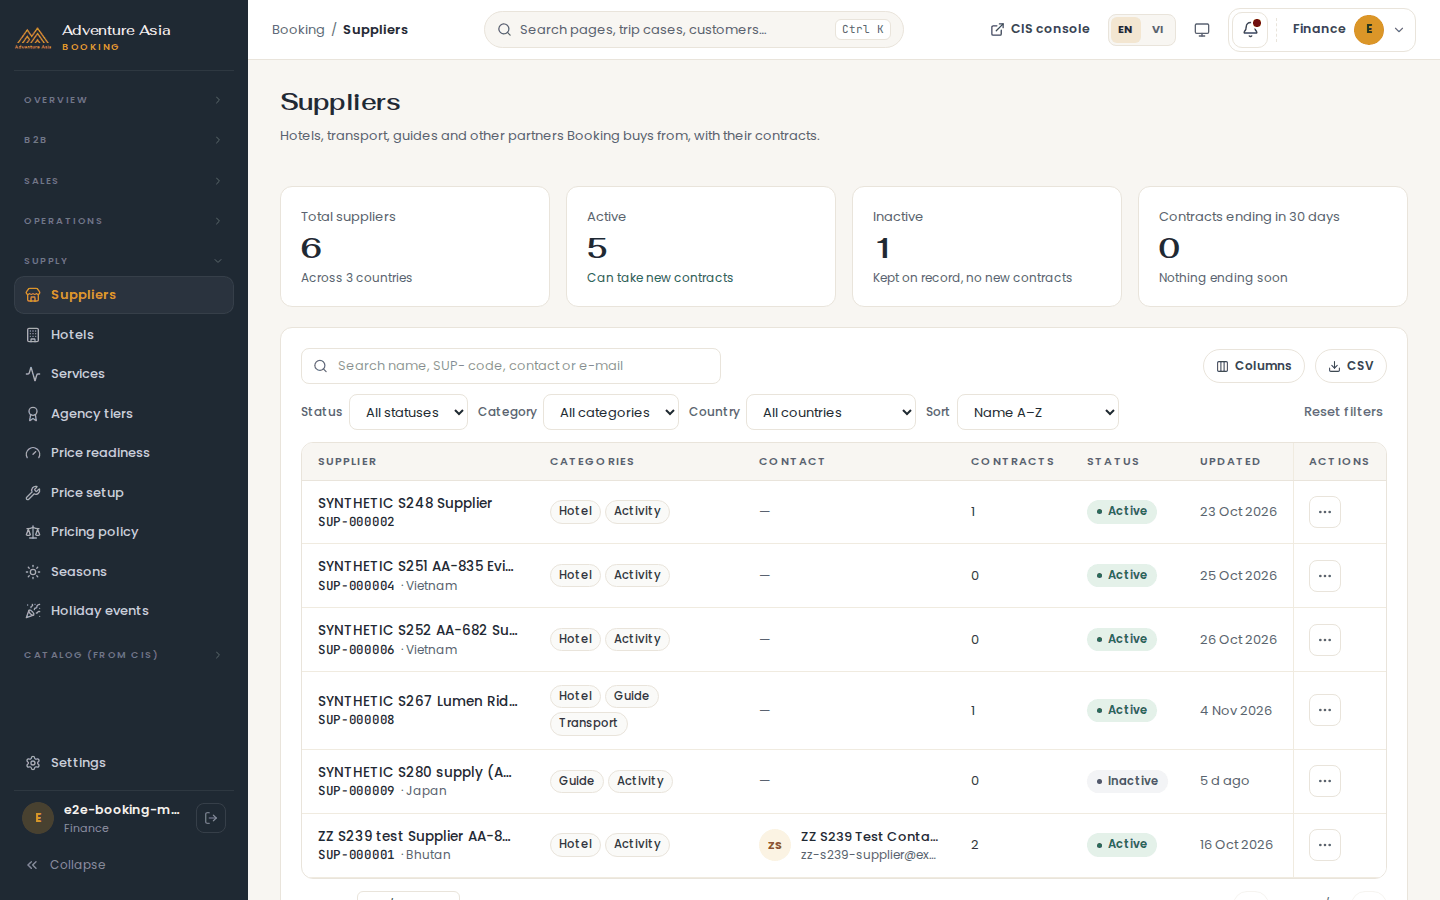 Adventure Asia
BOOKING
Adventure Asia
Booking / Suppliers
Search pages, trip cases, customers...
Ctrl K
CIS console
EN VI
Finance E
OVERVIEW
B2B
SALES
OPERATIONS
SUPPLY
Suppliers
Hotels
Services
Agency tiers
Price readiness
Price setup
Pricing policy
Seasons
Holiday events
CATALOG (FROM CIS)
Settings
E e2e-booking-m...
Finance
Collapse
Suppliers
Hotels, transport, guides and other partners Booking buys from, with their contracts.
Total suppliers
6
Across 3 countries
Active
5
Can take new contracts
Inactive
1
Kept on record, no new contracts
Contracts ending in 30 days
0
Nothing ending soon
Search name, SUP- code, contact or e-mail
Columns CSV
Status All statuses Category All categories Country All countries Sort Name A–Z Reset filters
SUPPLIER CATEGORIES CONTACT CONTRACTS STATUS UPDATED ACTIONS
SYNTHETIC S248 Supplier
SUP-000002
Hotel Activity — 1 Active 23 Oct 2026 ...
SYNTHETIC S251 AA-835 Evi...
SUP-000004 · Vietnam
Hotel Activity — 0 Active 25 Oct 2026 ...
SYNTHETIC S252 AA-682 Su...
SUP-000006 · Vietnam
Hotel Activity — 0 Active 26 Oct 2026 ...
SYNTHETIC S267 Lumen Rid...
SUP-000008
Hotel Guide
Transport
— 1 Active 4 Nov 2026 ...
SYNTHETIC S280 supply (A...
SUP-000009 · Japan
Guide Activity — 0 Inactive 5 d ago ...
ZZ S239 test Supplier AA-8...
SUP-000001 · Bhutan
Hotel Activity
ZS ZZ S239 Test Conta...
zz-s239-supplier@ex...
2 Active 16 Oct 2026 ...